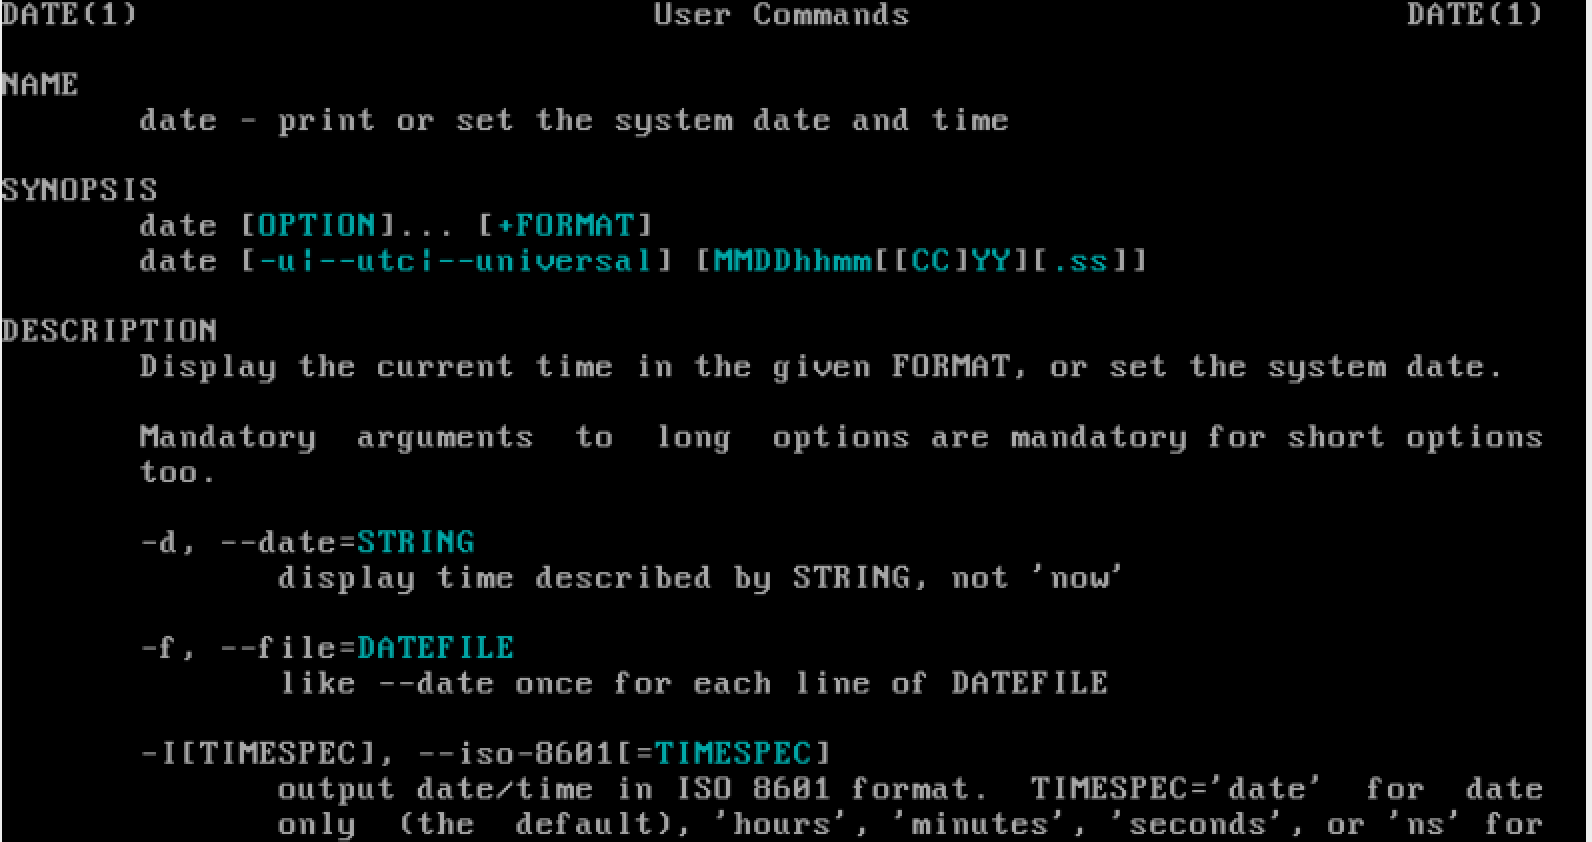 DATE(1) User Commands DATE(1)
NAME
date - print or set the system date and time
SYNOPSIS
date [OPTION]... [+FORMAT]
date [-u|--utc|--universal] [MMDDhhmm[[CC]YY][.ss]]
DESCRIPTION
Display the current time in the given FORMAT, or set the system date.
Mandatory arguments to long options are mandatory for short options
too.
-d, --date=STRING
display time described by STRING, not 'now'
-f, --file=DATEFILE
like --date once for each line of DATEFILE
-I[TIMESPEC], --iso-8601[=TIMESPEC]
output date/time in ISO 8601 format. TIMESPEC='date' for date
only (the default), 'hours', 'minutes', 'seconds', or 'ns' for